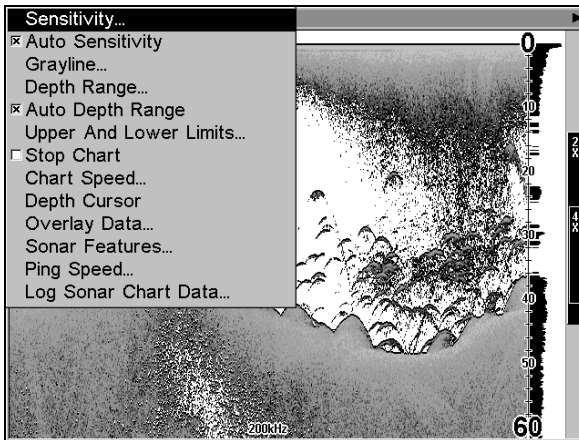 Sensitivity...
Auto Sensitivity
Grayline...
Depth Range...
Auto Depth Range
Upper And Lower Limits...
Stop Chart
Chart Speed...
Depth Cursor
Overlay Data...
Sonar Features...
Ping Speed...
Log Sonar Chart Data...
0
10
20
30
40
50
60
2x
4x
200kHz